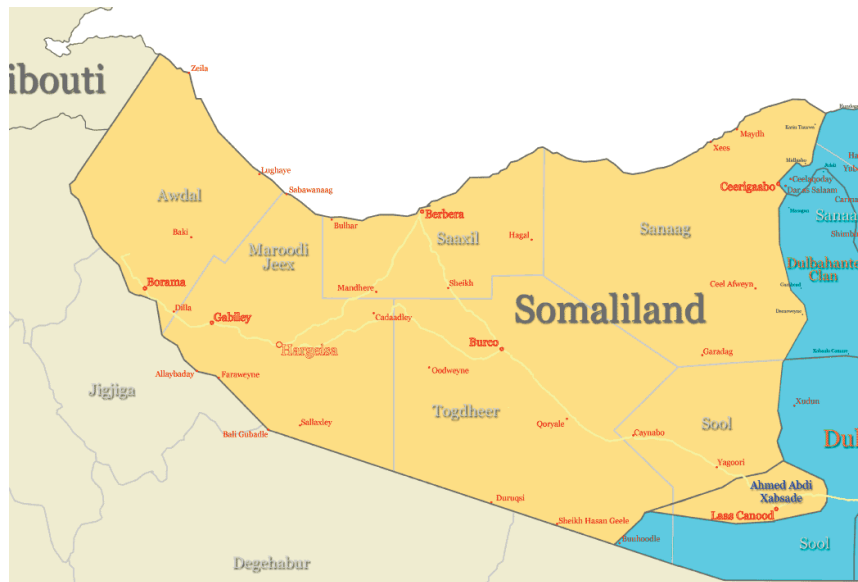 ibouti
Zeila
Lughaye
Sabawanaag
Awdal
Baki
Maroodi
Jeex
Bulhar
Berbera
Saaxil
Hagal
Maydh
Xees
Ceerigaabo
Ceelaqoday
Dar as Salaam
Sanaag
Sanaa
Dulbahante
Clan
Borama
Dilla
Gabiley
Mandhere
Sheikh
Cadaadley
Hargeisa
Somaliland
Ceel Afweyn
Burco
Garadag
Allaybaday
Faraweyne
Oodweyne
Jigjiga
Togdheer
Bali Gubadle
Sallaxley
Qoryale
Caynabo
Sool
Xudun
Dul
Yagoori
Ahmed Abdi
Xabsade
Laas Canood
Duruqsi
Sheikh Hasan Geele
Buuhoodle
Sool
Degehabur